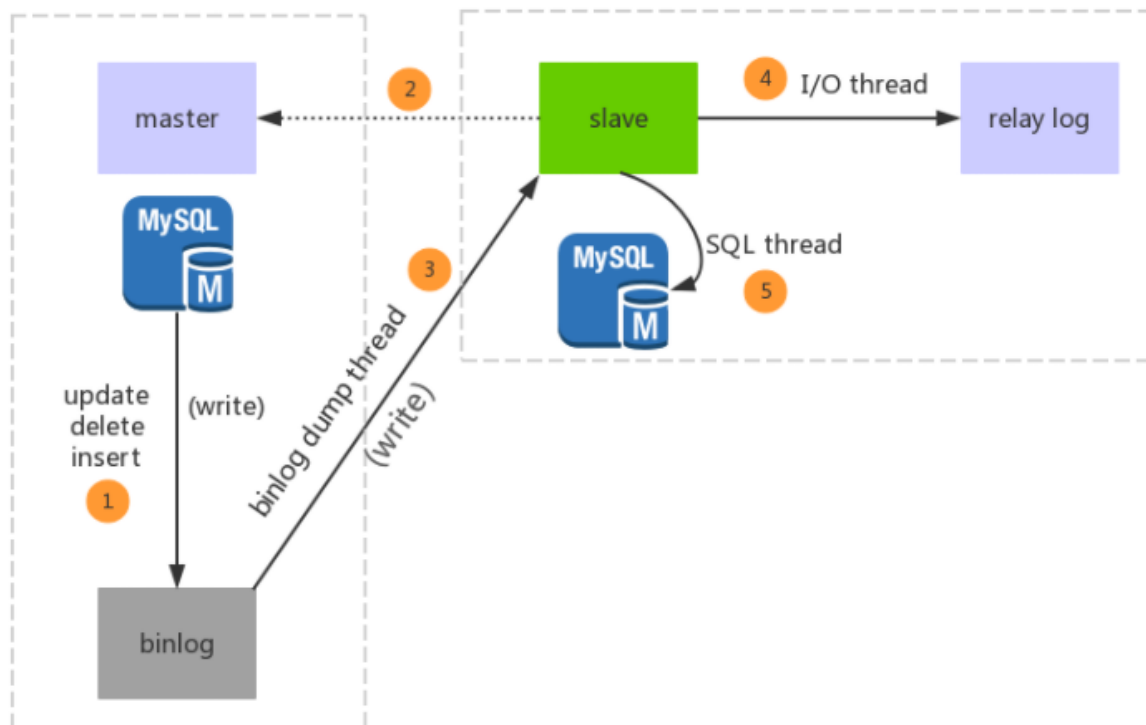 master
2
slave
4
I/O thread
relay log
MySQL
M
3
SQL thread
5
MySQL
M
update
delete
insert
(write)
1
binlog dump thread
(write)
binlog